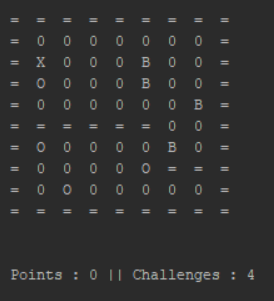 = = = = = = = = =
= 0 0 0 0 0 0 0 =
= X 0 0 0 B 0 0 =
= O 0 0 0 B 0 0 =
= 0 0 0 0 0 0 B =
= = = = = = 0 0 =
= O 0 0 0 0 B 0 =
= 0 0 0 0 O = = =
= 0 O 0 0 0 0 0 =
= = = = = = = = =
Points : 0 || Challenges : 4